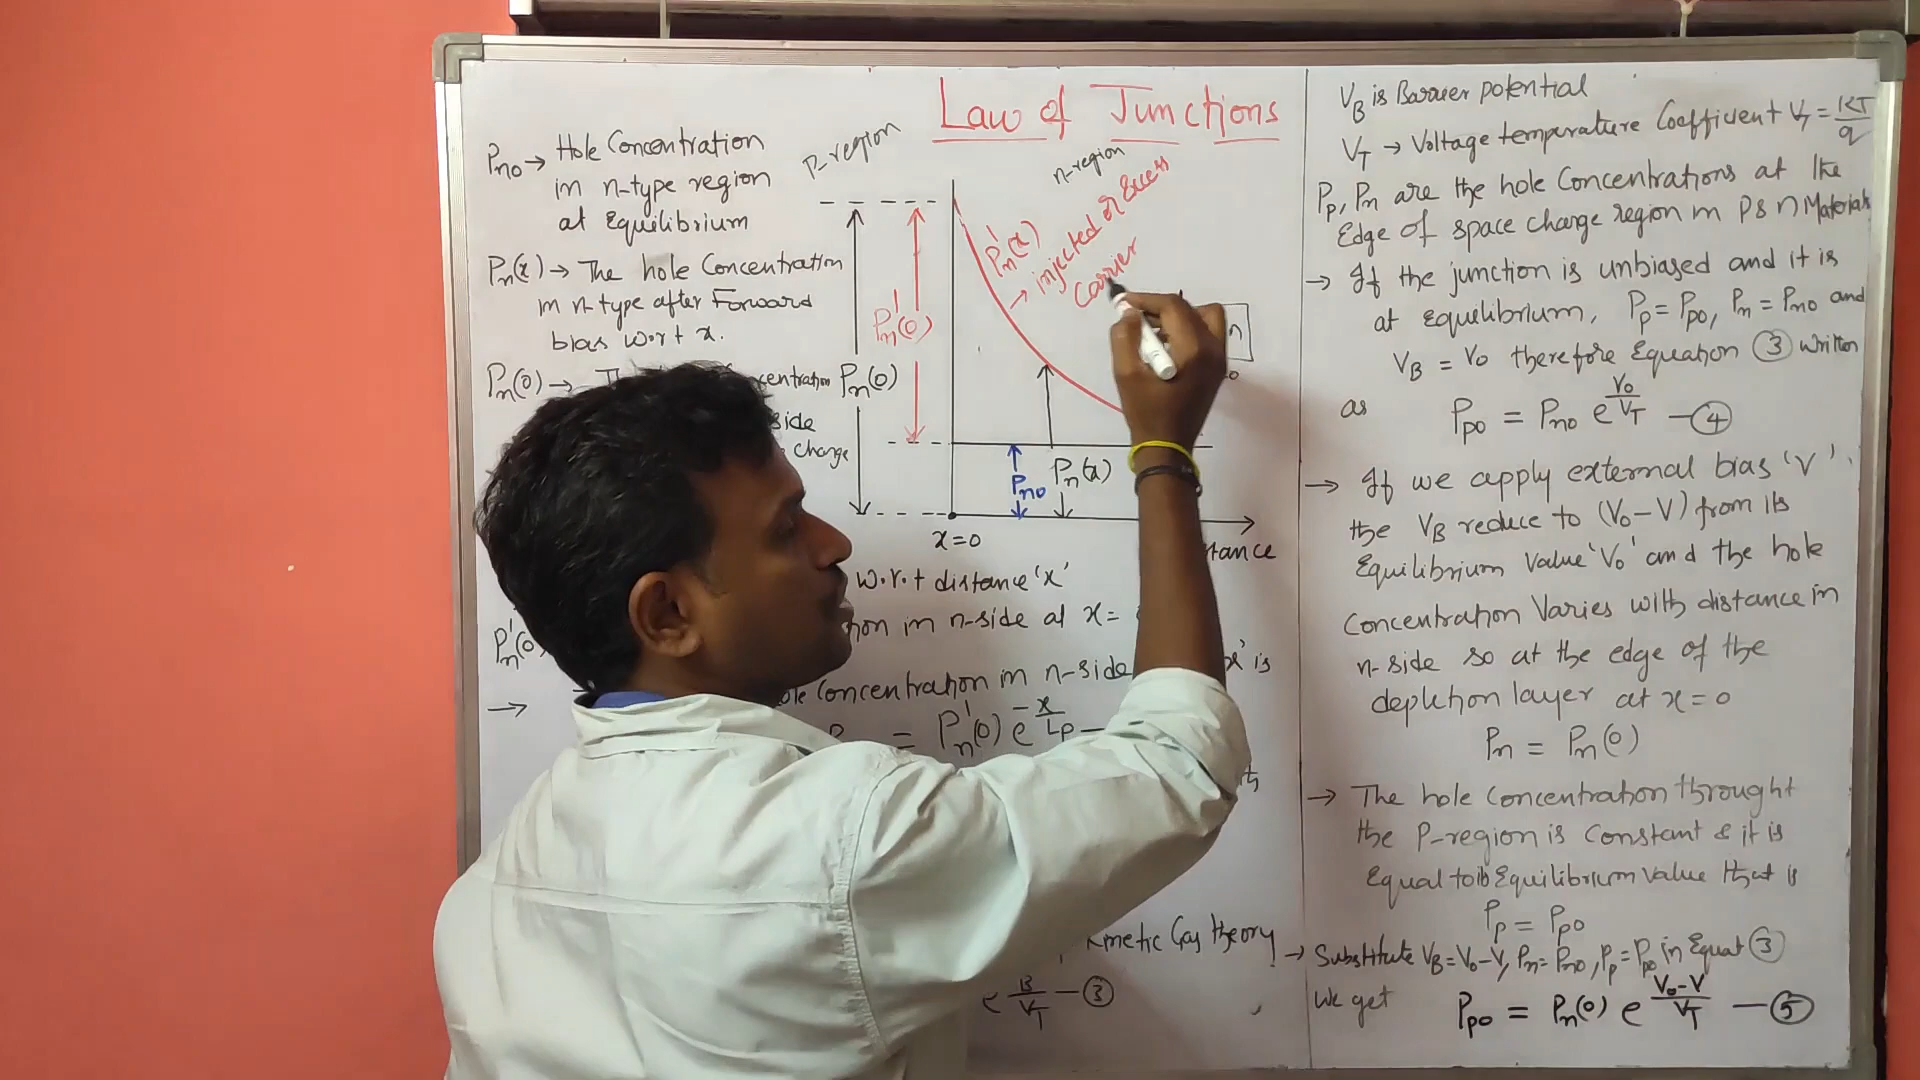 Law of Junctions
Pno → Hole Concentration
in n-type region
at Equilibrium
Pn(x) → The hole Concentration
in n-type after Forward
bias w.r.t x.
Pn(0) →
side
change
P-region
n-region
P'n(x)
→ injected or Excess
Carrier
P'n(0)
Pn(0)
Pno
Pn(x)
n
x=0
w.r.t distance 'x'
P'n(0)
in n-side at x=
→
Concentration in n-side
is
= P'n(0) e^-x/Lp —
Gas theory
e^B/VT — ③
VB is Barrier potential
VT → Voltage temperature Coefficient VT = KT/q
Pp, Pn are the hole Concentrations at the
Edge of space charge region in P & n Materials
→ If the junction is unbiased and it is
at equilibrium, Pp = Ppo, Pn = Pno and
VB = Vo therefore Equation ③ written
as Ppo = Pno e^Vo/VT — ④
→ If we apply external bias 'V'
the VB reduce to (Vo-V) from its
Equilibrium Value 'Vo' and the hole
Concentration Varies with distance in
n-side so at the edge of the
depletion layer at x=0
Pn = Pn(0)
→ The hole concentration throught
the P-region is constant & it is
Equal to Equilibrium value that is
Pp = Ppo
→ Substitute VB = Vo-V, Pn = Pno, Pp = Ppo in Equat ③
We get Ppo = Pn(0) e^Vo-V/VT — ⑤